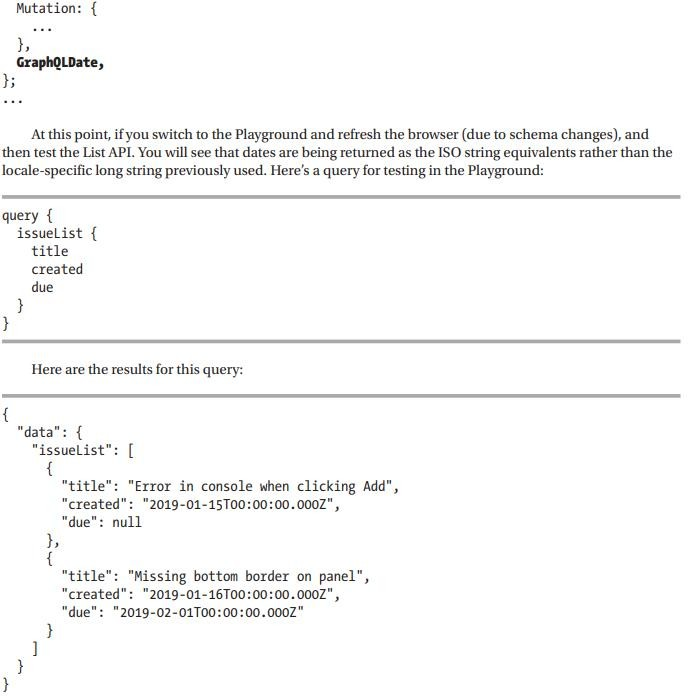 Mutation: {
...
},
GraphQLDate,
};
...
At this point, if you switch to the Playground and refresh the browser (due to schema changes), and
then test the List API. You will see that dates are being returned as the ISO string equivalents rather than the
locale-specific long string previously used. Here's a query for testing in the Playground:
query {
issueList {
title
created
due
}
}
Here are the results for this query:
{
"data": {
"issueList": [
{
"title": "Error in console when clicking Add",
"created": "2019-01-15T00:00:00.000Z",
"due": null
},
{
"title": "Missing bottom border on panel",
"created": "2019-01-16T00:00:00.000Z",
"due": "2019-02-01T00:00:00.000Z"
}
]
}
}